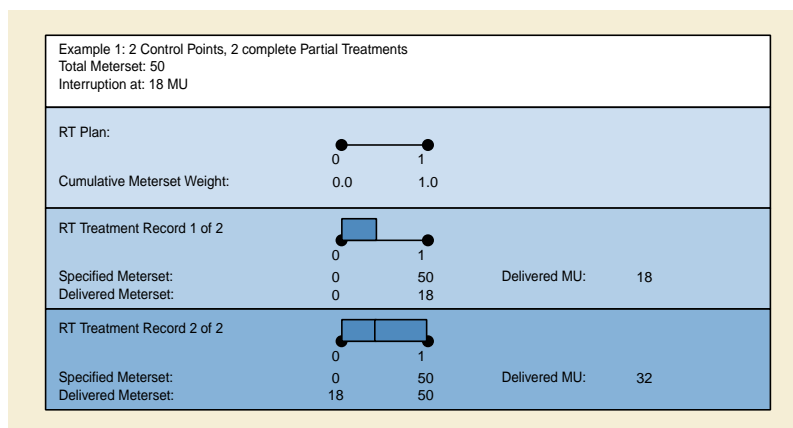 Example 1: 2 Control Points, 2 complete Partial Treatments
Total Meterset: 50
Interruption at: 18 MU
RT Plan:
0 1
Cumulative Meterset Weight: 0.0 1.0
RT Treatment Record 1 of 2
0 1
Specified Meterset: 0 50 Delivered MU: 18
Delivered Meterset: 0 18
RT Treatment Record 2 of 2
0 1
Specified Meterset: 0 50 Delivered MU: 32
Delivered Meterset: 18 50